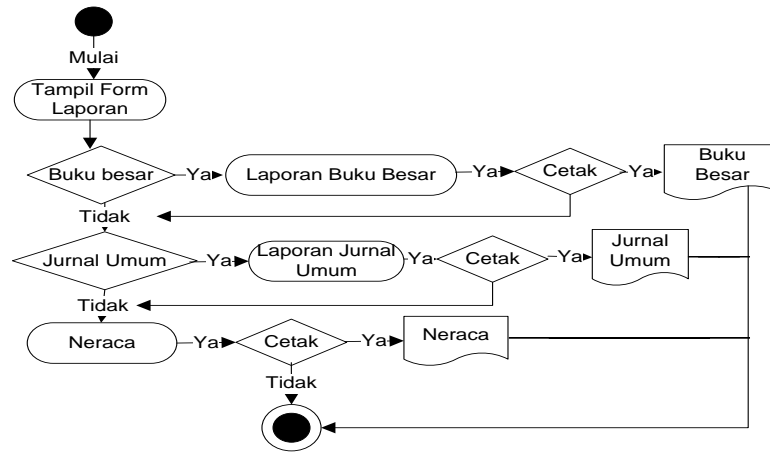 Mulai
Tampil Form
Laporan
Buku besar
Ya
Laporan Buku Besar
Ya
Cetak
Ya
Buku
Besar
Tidak
Jurnal Umum
Ya
Laporan Jurnal
Umum
Ya
Cetak
Ya
Jurnal
Umum
Tidak
Neraca
Ya
Cetak
Ya
Neraca
Tidak